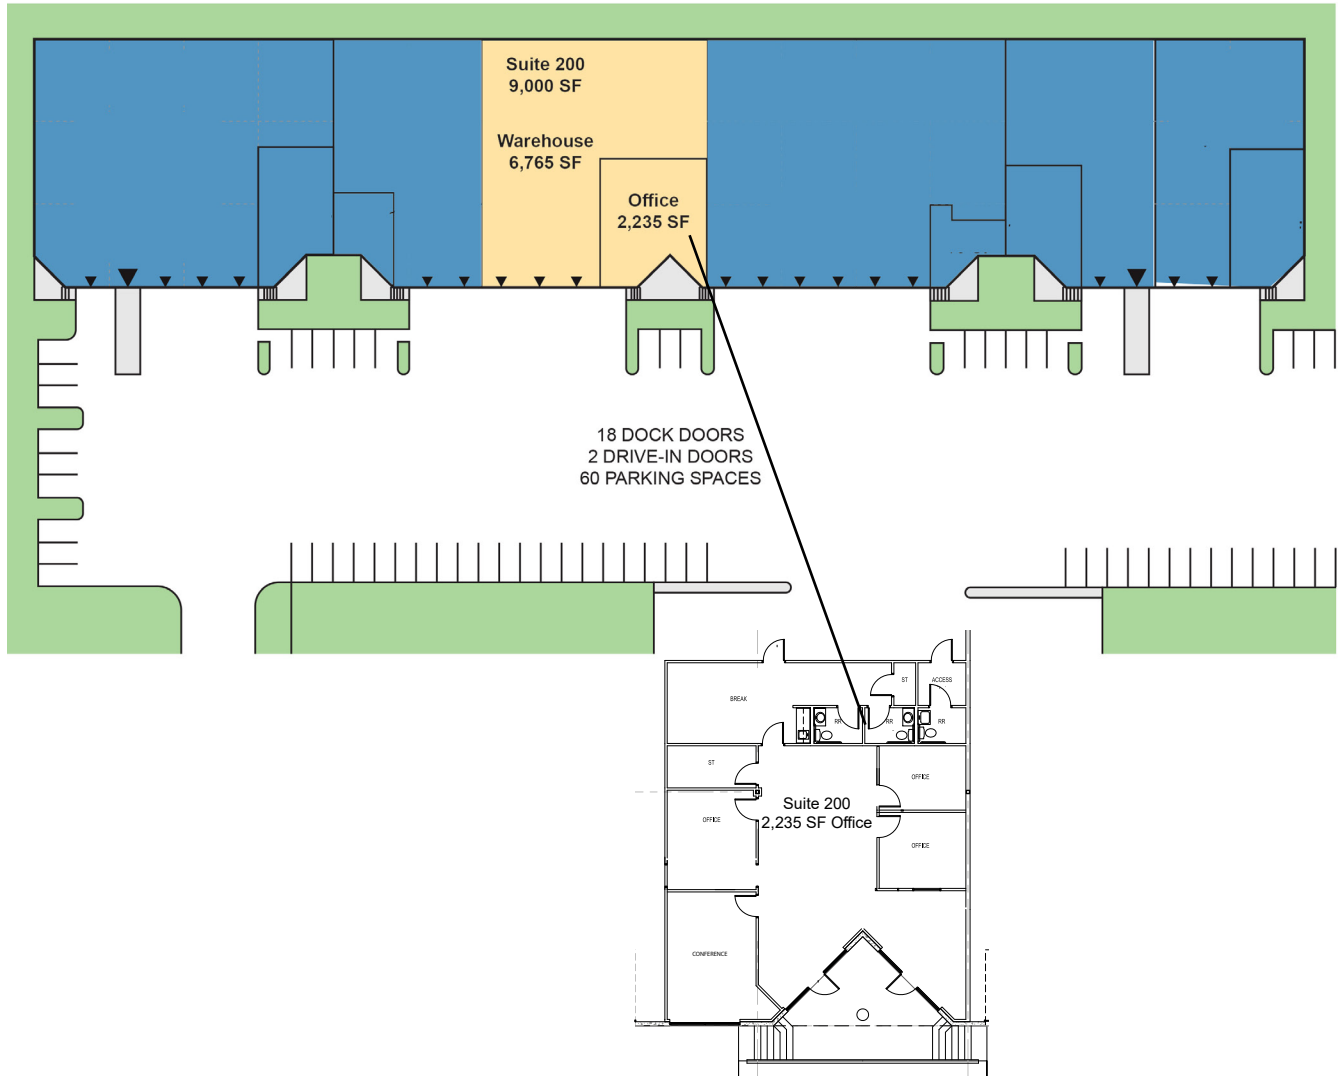 Suite 200
9,000 SF
Warehouse
6,765 SF
Office
2,235 SF
18 DOCK DOORS
2 DRIVE-IN DOORS
60 PARKING SPACES
BREAK
ST
ACCESS
RR
RR
RR
ST
OFFICE
Suite 200
2,235 SF Office
OFFICE
OFFICE
CONFERENCE